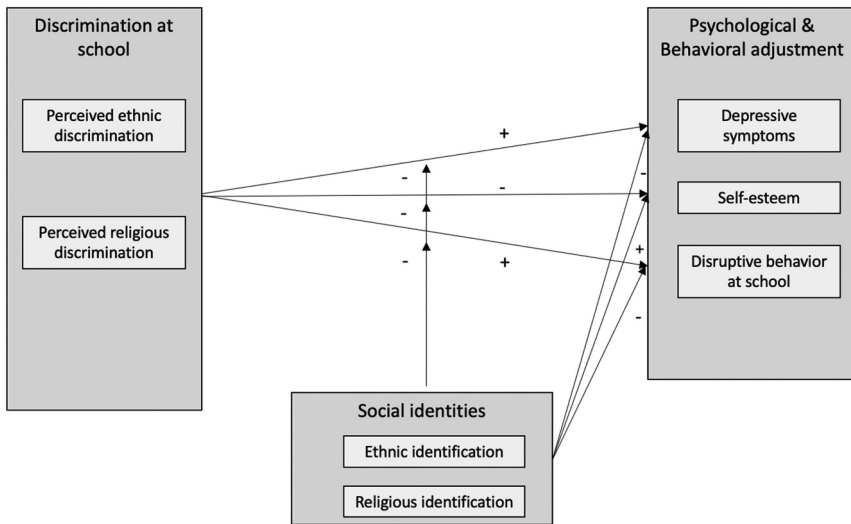 Discrimination at
school
Perceived ethnic
discrimination
Perceived religious
discrimination
Psychological &
Behavioral adjustment
Depressive
symptoms
Self-esteem
Disruptive behavior
at school
+
-
-
-
-
-
+
+
-
Social identities
Ethnic identification
Religious identification